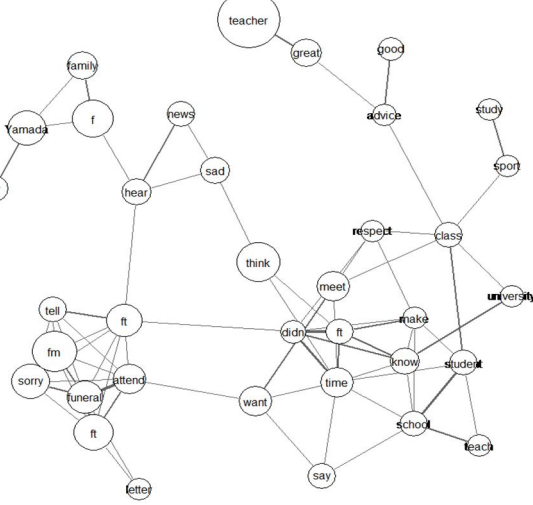 teacher
great
good
family
advice
study
news
f
Yamada
sport
sad
hear
respect
class
think
meet
university
tell
ft
make
didn
ft
fm
know
student
sorry
attend
time
funeral
want
school
ft
teach
say
letter